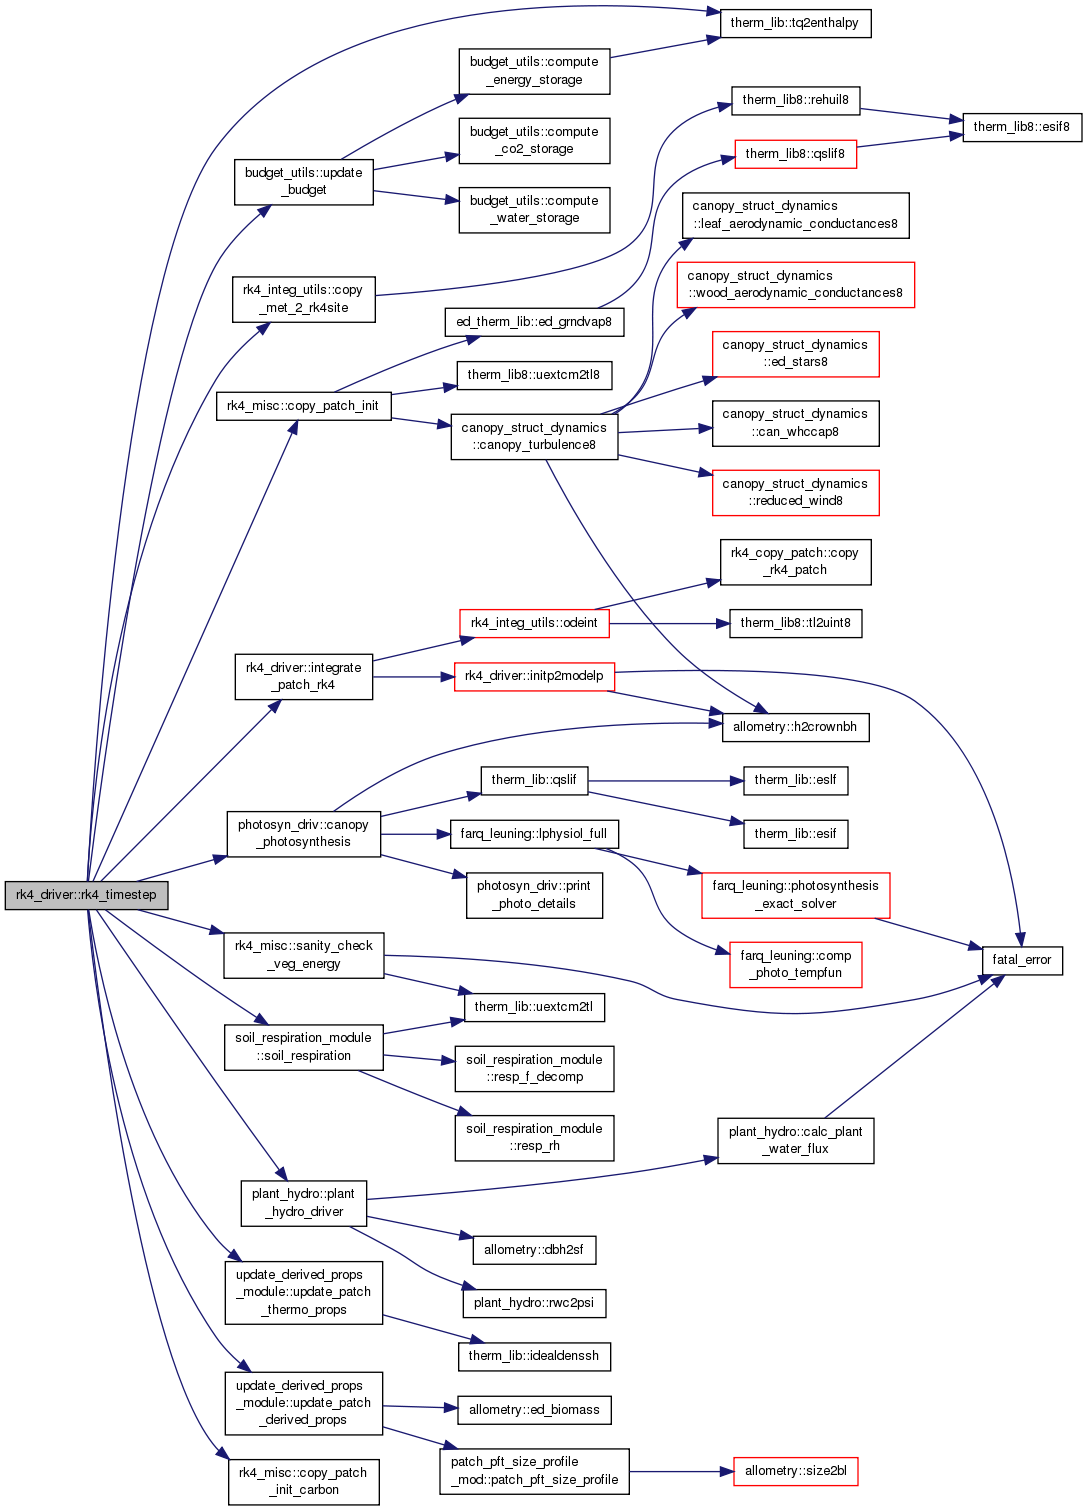 therm_lib::tq2enthalpy
budget_utils::compute
_energy_storage
therm_lib8::rehuil8
therm_lib8::esif8
budget_utils::compute
_co2_storage
therm_lib8::qslif8
budget_utils::update
_budget
budget_utils::compute
_water_storage
canopy_struct_dynamics
::leaf_aerodynamic_conductances8
rk4_integ_utils::copy
_met_2_rk4site
canopy_struct_dynamics
::wood_aerodynamic_conductances8
ed_therm_lib::ed_grndvap8
canopy_struct_dynamics
::ed_stars8
therm_lib8::uextcm2tl8
rk4_misc::copy_patch_init
canopy_struct_dynamics
::canopy_turbulence8
canopy_struct_dynamics
::can_whccap8
canopy_struct_dynamics
::reduced_wind8
rk4_copy_patch::copy
_rk4_patch
rk4_integ_utils::odeint
therm_lib8::tl2uint8
rk4_driver::integrate
_patch_rk4
rk4_driver::initp2modelp
allometry::h2crownbh
therm_lib::qslif
therm_lib::eslf
photosyn_driv::canopy
_photosynthesis
farq_leuning::lphysiol_full
therm_lib::esif
rk4_driver::rk4_timestep
photosyn_driv::print
_photo_details
farq_leuning::photosynthesis
_exact_solver
rk4_misc::sanity_check
_veg_energy
farq_leuning::comp
_photo_tempfun
fatal_error
therm_lib::uextcm2tl
soil_respiration_module
::soil_respiration
soil_respiration_module
::resp_f_decomp
soil_respiration_module
::resp_rh
plant_hydro::calc_plant
_water_flux
plant_hydro::plant
_hydro_driver
allometry::dbh2sf
update_derived_props
_module::update_patch
_thermo_props
plant_hydro::rwc2psi
therm_lib::idealdenssh
update_derived_props
_module::update_patch
_derived_props
allometry::ed_biomass
patch_pft_size_profile
_mod::patch_pft_size_profile
allometry::size2bl
rk4_misc::copy_patch
_init_carbon